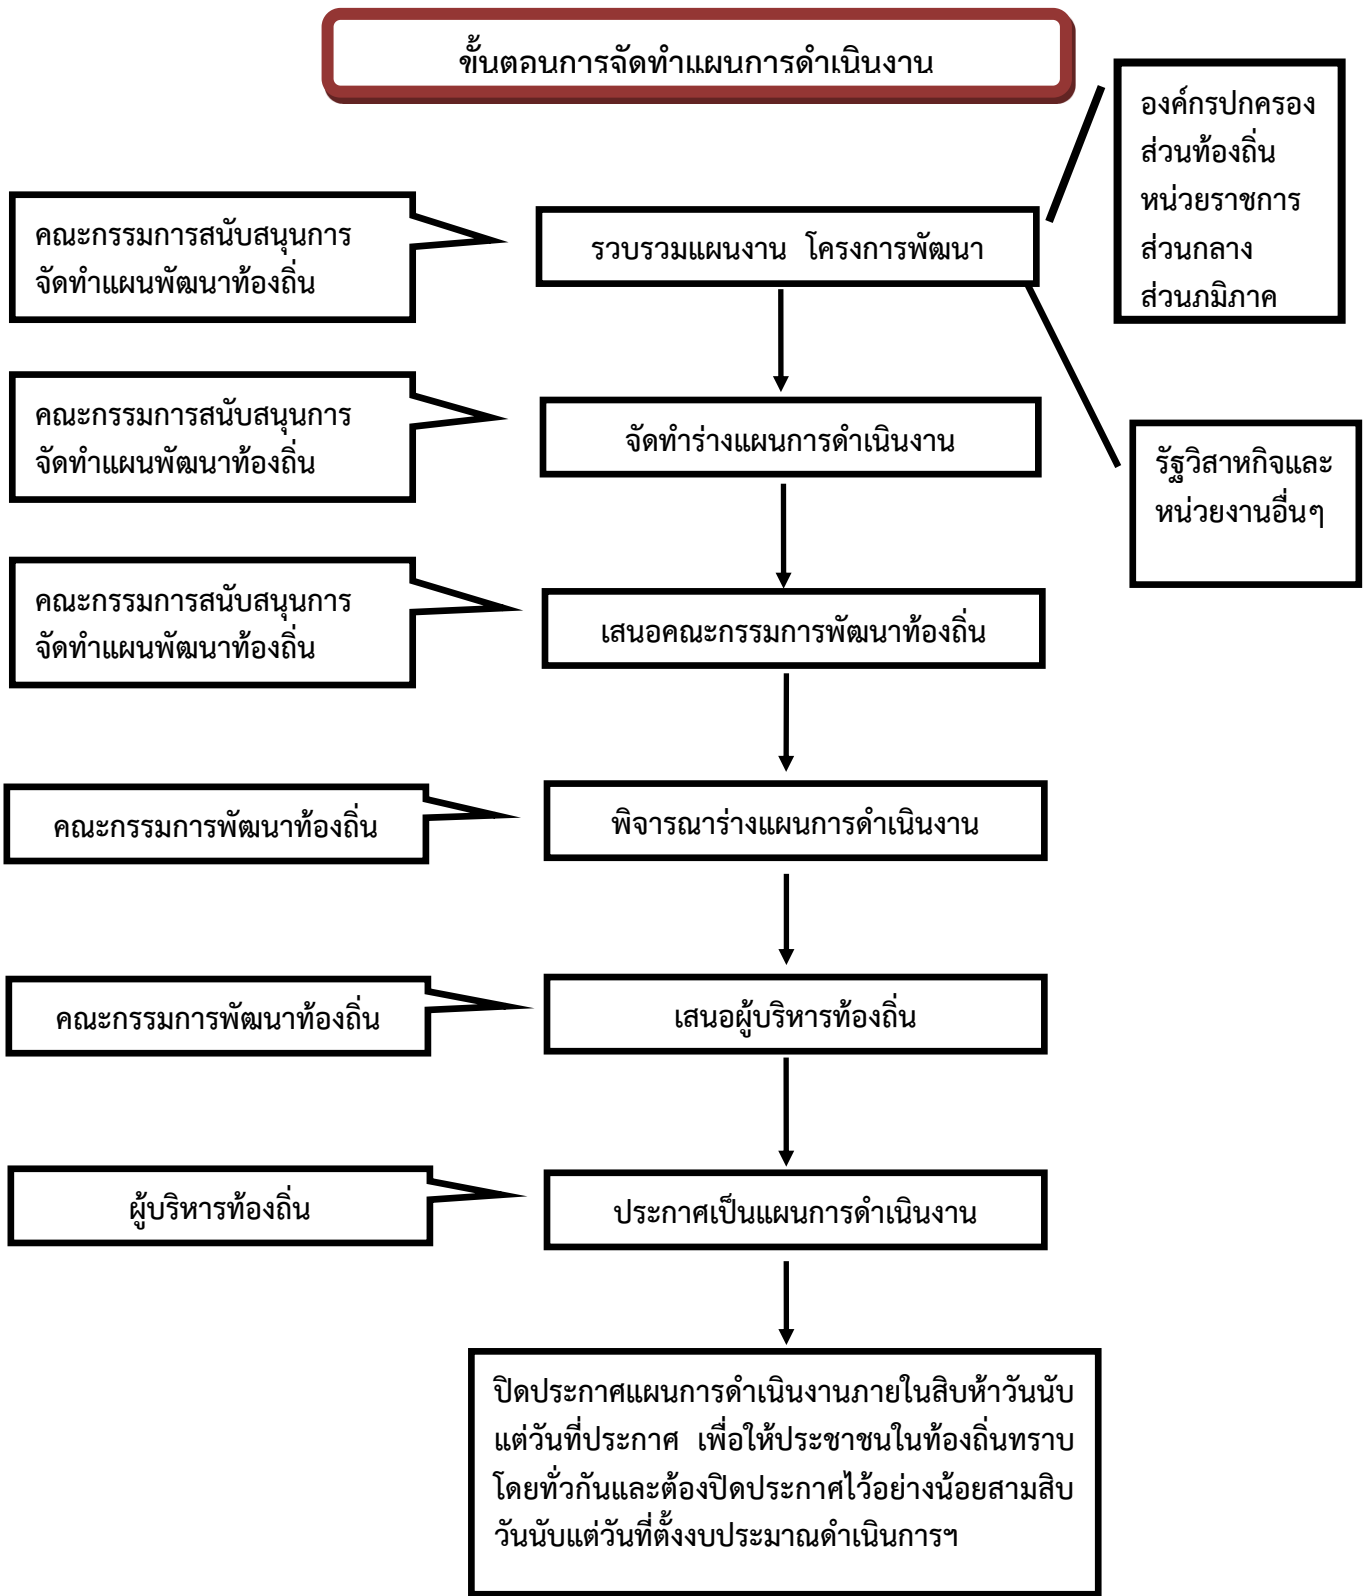 ขั้นตอนการจัดทำแผนการดำเนินงาน
องค์กรปกครอง
ส่วนท้องถิ่น
หน่วยราชการ
ส่วนกลาง
ส่วนภูมิภาค
คณะกรรมการสนับสนุนการ
จัดทำแผนพัฒนาท้องถิ่น
รวบรวมแผนงาน โครงการพัฒนา
คณะกรรมการสนับสนุนการ
จัดทำแผนพัฒนาท้องถิ่น
จัดทำร่างแผนการดำเนินงาน
รัฐวิสาหกิจและ
หน่วยงานอื่นๆ
คณะกรรมการสนับสนุนการ
จัดทำแผนพัฒนาท้องถิ่น
เสนอคณะกรรมการพัฒนาท้องถิ่น
คณะกรรมการพัฒนาท้องถิ่น
พิจารณาร่างแผนการดำเนินงาน
คณะกรรมการพัฒนาท้องถิ่น
เสนอผู้บริหารท้องถิ่น
ผู้บริหารท้องถิ่น
ประกาศเป็นแผนการดำเนินงาน
ปิดประกาศแผนการดำเนินงานภายในสิบห้าวันนับ
แต่วันที่ประกาศ เพื่อให้ประชาชนในท้องถิ่นทราบ
โดยทั่วกันและต้องปิดประกาศไว้อย่างน้อยสามสิบ
วันนับแต่วันที่ตั้งงบประมาณดำเนินการฯ